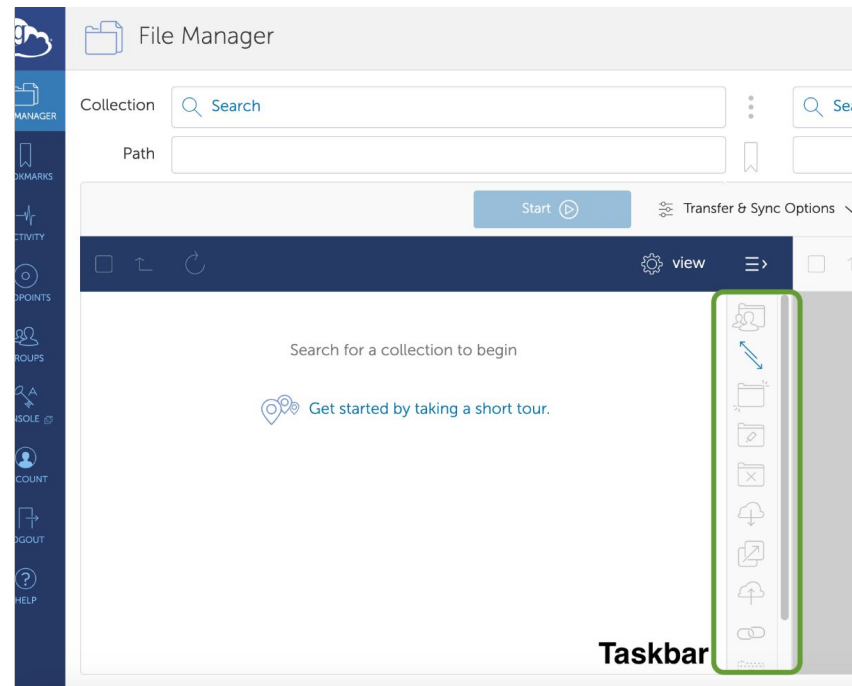 g
File Manager
MANAGER
Collection
Search
Sea
Path
OKMARKS
Start
Transfer & Sync Options
CTIVITY
view
DPOINTS
ROUPS
Search for a collection to begin
Get started by taking a short tour.
NSOLE
COUNT
OGOUT
HELP
Taskbar